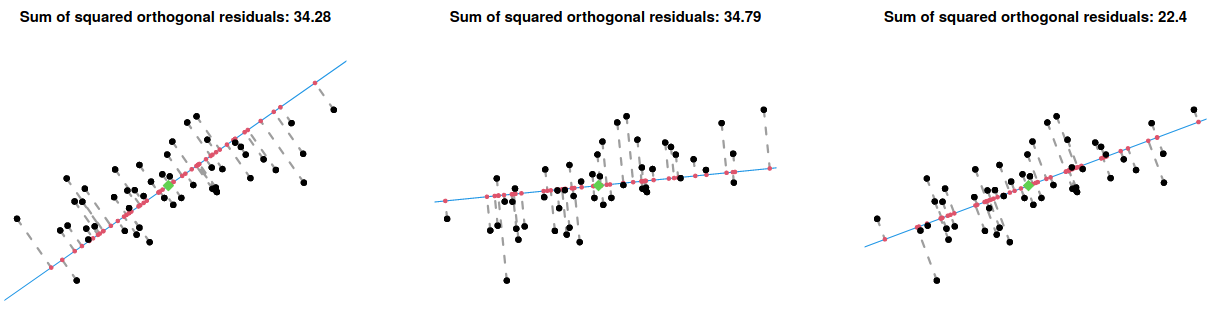 Sum of squared orthogonal residuals: 34.28
Sum of squared orthogonal residuals: 34.79
Sum of squared orthogonal residuals: 22.4